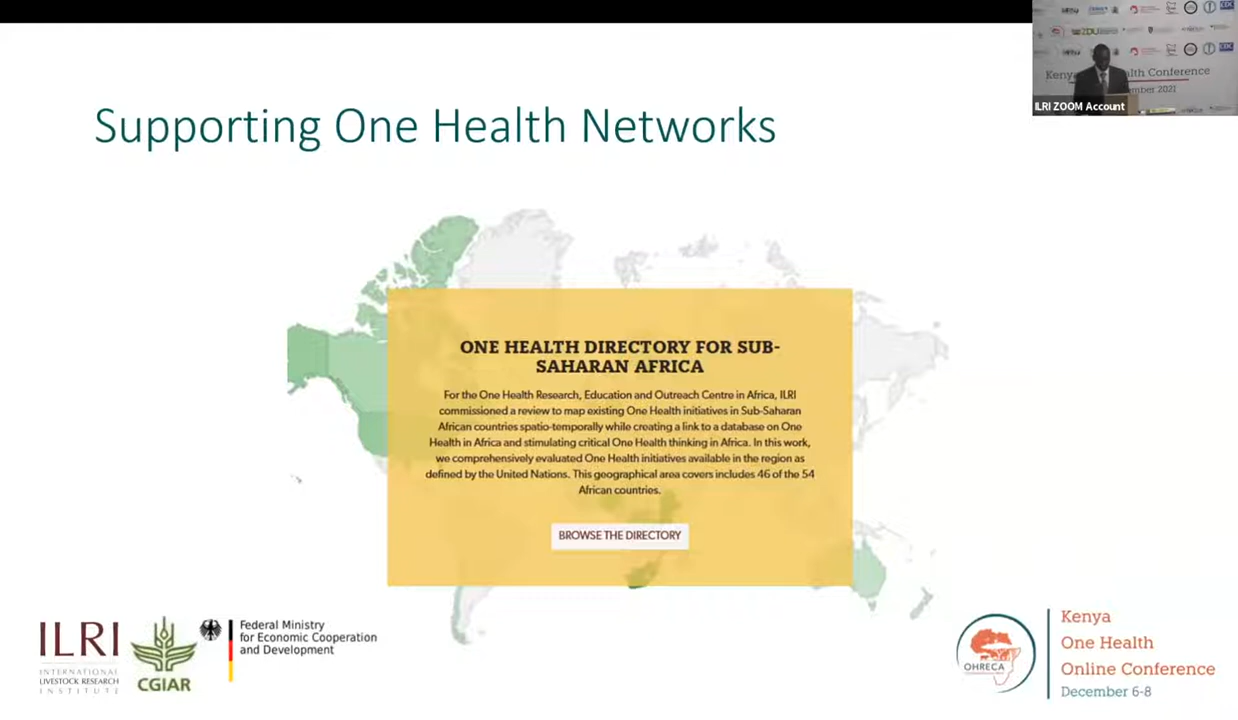 Supporting One Health Networks
Kenya
alth Conference
ember 2021
ILRI ZOOM Account
ONE HEALTH DIRECTORY FOR SUB-
SAHARAN AFRICA
For the One Health Research, Education and Outreach Centre in Africa, ILRI
commissioned a review to map existing One Health initiatives in Sub-Saharan
African countries spatio-temporally while creating a link to a database on One
Health in Africa and stimulating critical One Health thinking in Africa. In this work,
we comprehensively evaluated One Health initiatives available in the region as
defined by the United Nations. This geographical area covers includes 46 of the 54
African countries.
BROWSE THE DIRECTORY
ILRI
INTERNATIONAL
LIVESTOCK RESEARCH
INSTITUTE
CGIAR
Federal Ministry
for Economic Cooperation
and Development
OHRECA
Kenya
One Health
Online Conference
December 6-8